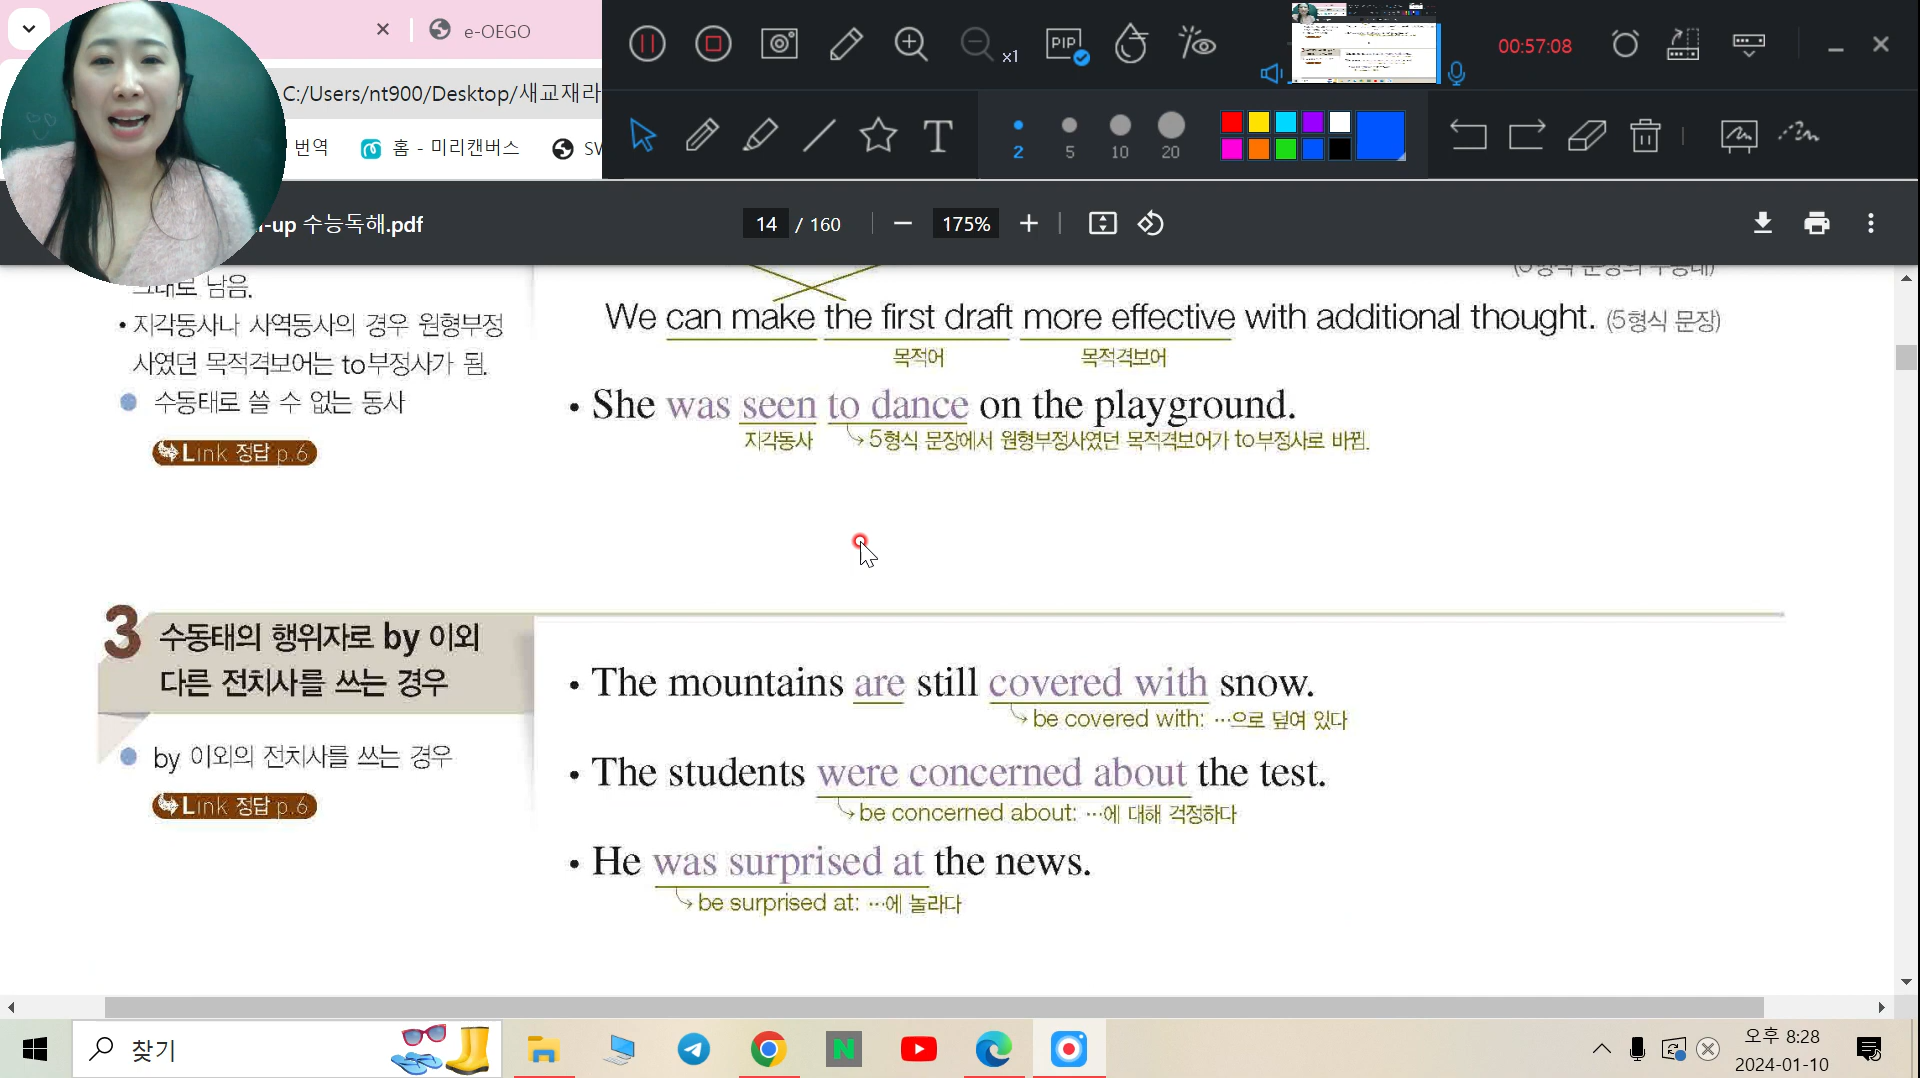 e-OEGO
x1
PIP
00:57:08
C:/Users/nt900/Desktop/새교재라
번역
홈 - 미리캔버스
SV
T
2
5
10
20
-up 수능독해.pdf
14 / 160
175%
그대로 남음.
• 지각동사나 사역동사의 경우 원형부정
사였던 목적격보어는 to부정사가 됨.
수동태로 쓸 수 없는 동사
Link 정답 p.6
(5형식 문장의 수동태)
We can make the first draft more effective with additional thought. (5형식 문장)
목적어
목적격보어
• She was seen to dance on the playground.
지각동사
5형식 문장에서 원형부정사였던 목적격보어가 to부정사로 바뀜.
3 수동태의 행위자로 by 이외
다른 전치사를 쓰는 경우
by 이외의 전치사를 쓰는 경우
Link 정답 p.6
• The mountains are still covered with snow.
be covered with: …으로 덮여 있다
• The students were concerned about the test.
be concerned about: …에 대해 걱정하다
• He was surprised at the news.
be surprised at: …에 놀라다
찾기
N
오후 8:28
2024-01-10